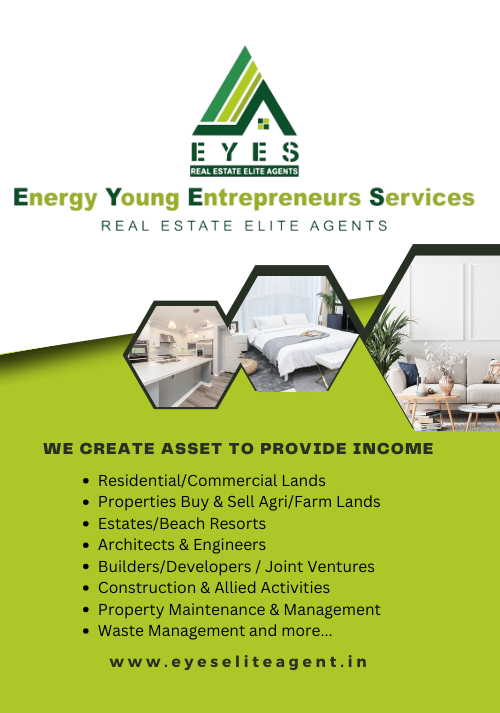 EYES
REAL ESTATE ELITE AGENTS
Energy Young Entrepreneurs Services
REAL ESTATE ELITE AGENTS
WE CREATE ASSET TO PROVIDE INCOME
• Residential/Commercial Lands
• Properties Buy & Sell Agri/Farm Lands
• Estates/Beach Resorts
• Architects & Engineers
• Builders/Developers / Joint Ventures
• Construction & Allied Activities
• Property Maintenance & Management
• Waste Management and more...
www.eyeseliteagent.in